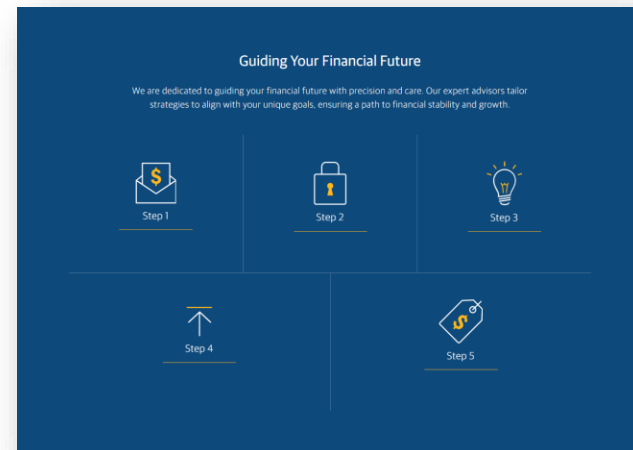 Guiding Your Financial Future
We are dedicated to guiding your financial future with precision and care. Our expert advisors tailor
strategies to align with your unique goals, ensuring a path to financial stability and growth.
$
Step 1
Step 2
Step 3
Step 4
$
Step 5